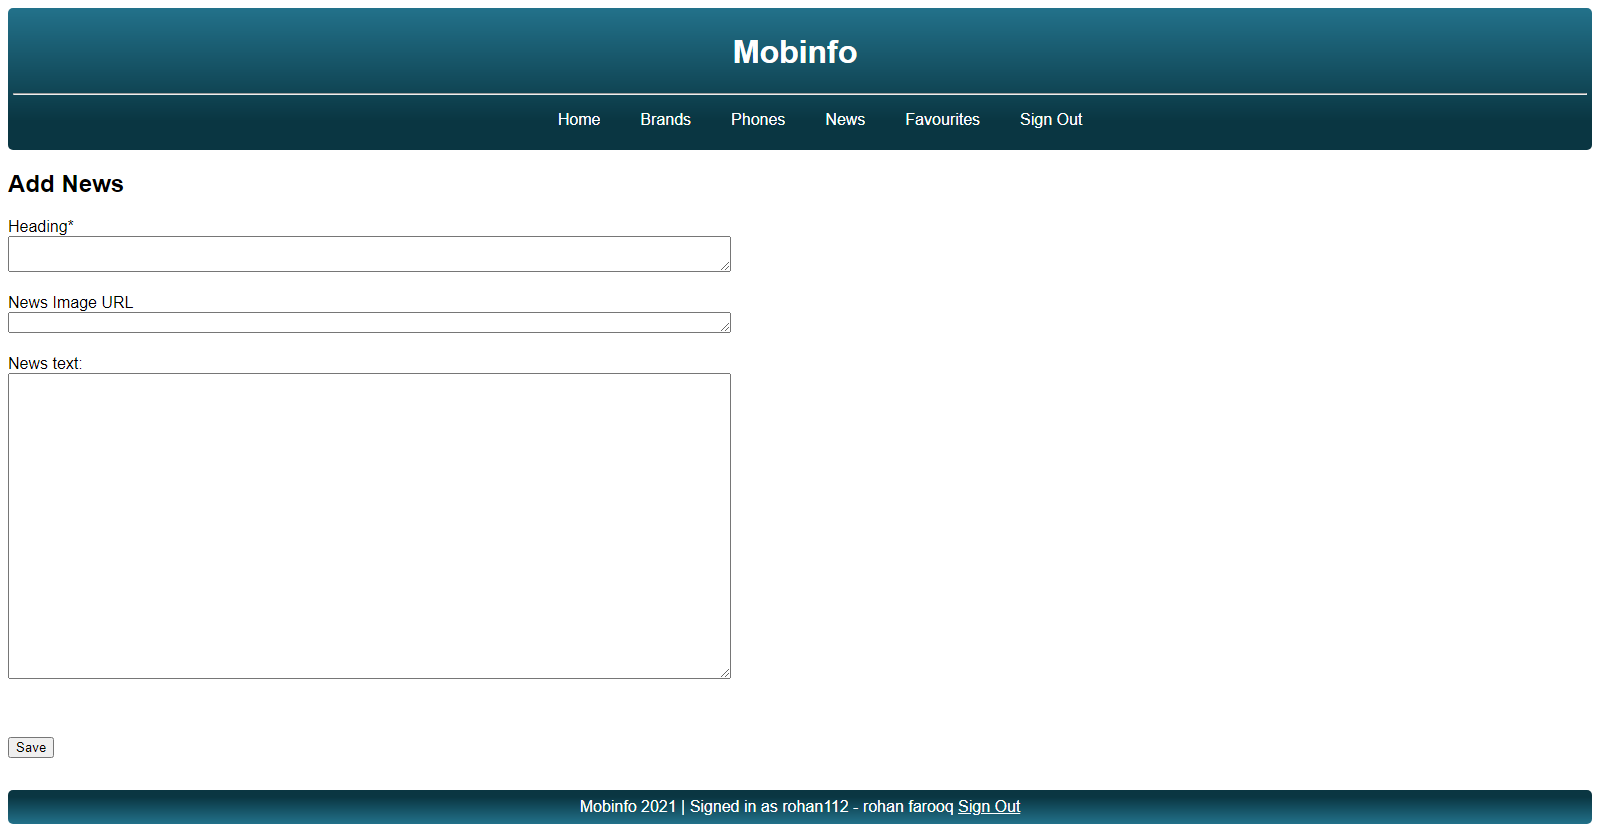 Mobinfo
Home Brands Phones News Favourites Sign Out
Add News
Heading*
News Image URL
News text:
Save
Mobinfo 2021 | Signed in as rohan112 - rohan farooq Sign Out